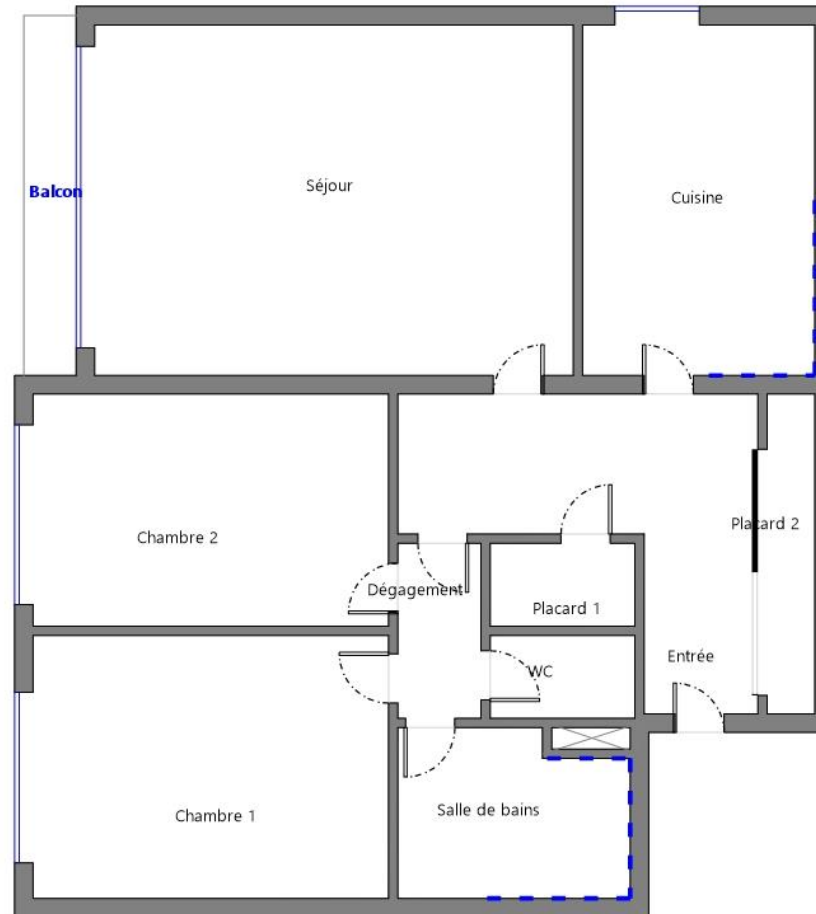 Séjour
Balcon
Cuisine
Placard 2
Chambre 2
Dégagement
Placard 1
Entrée
WC
Salle de bains
Chambre 1